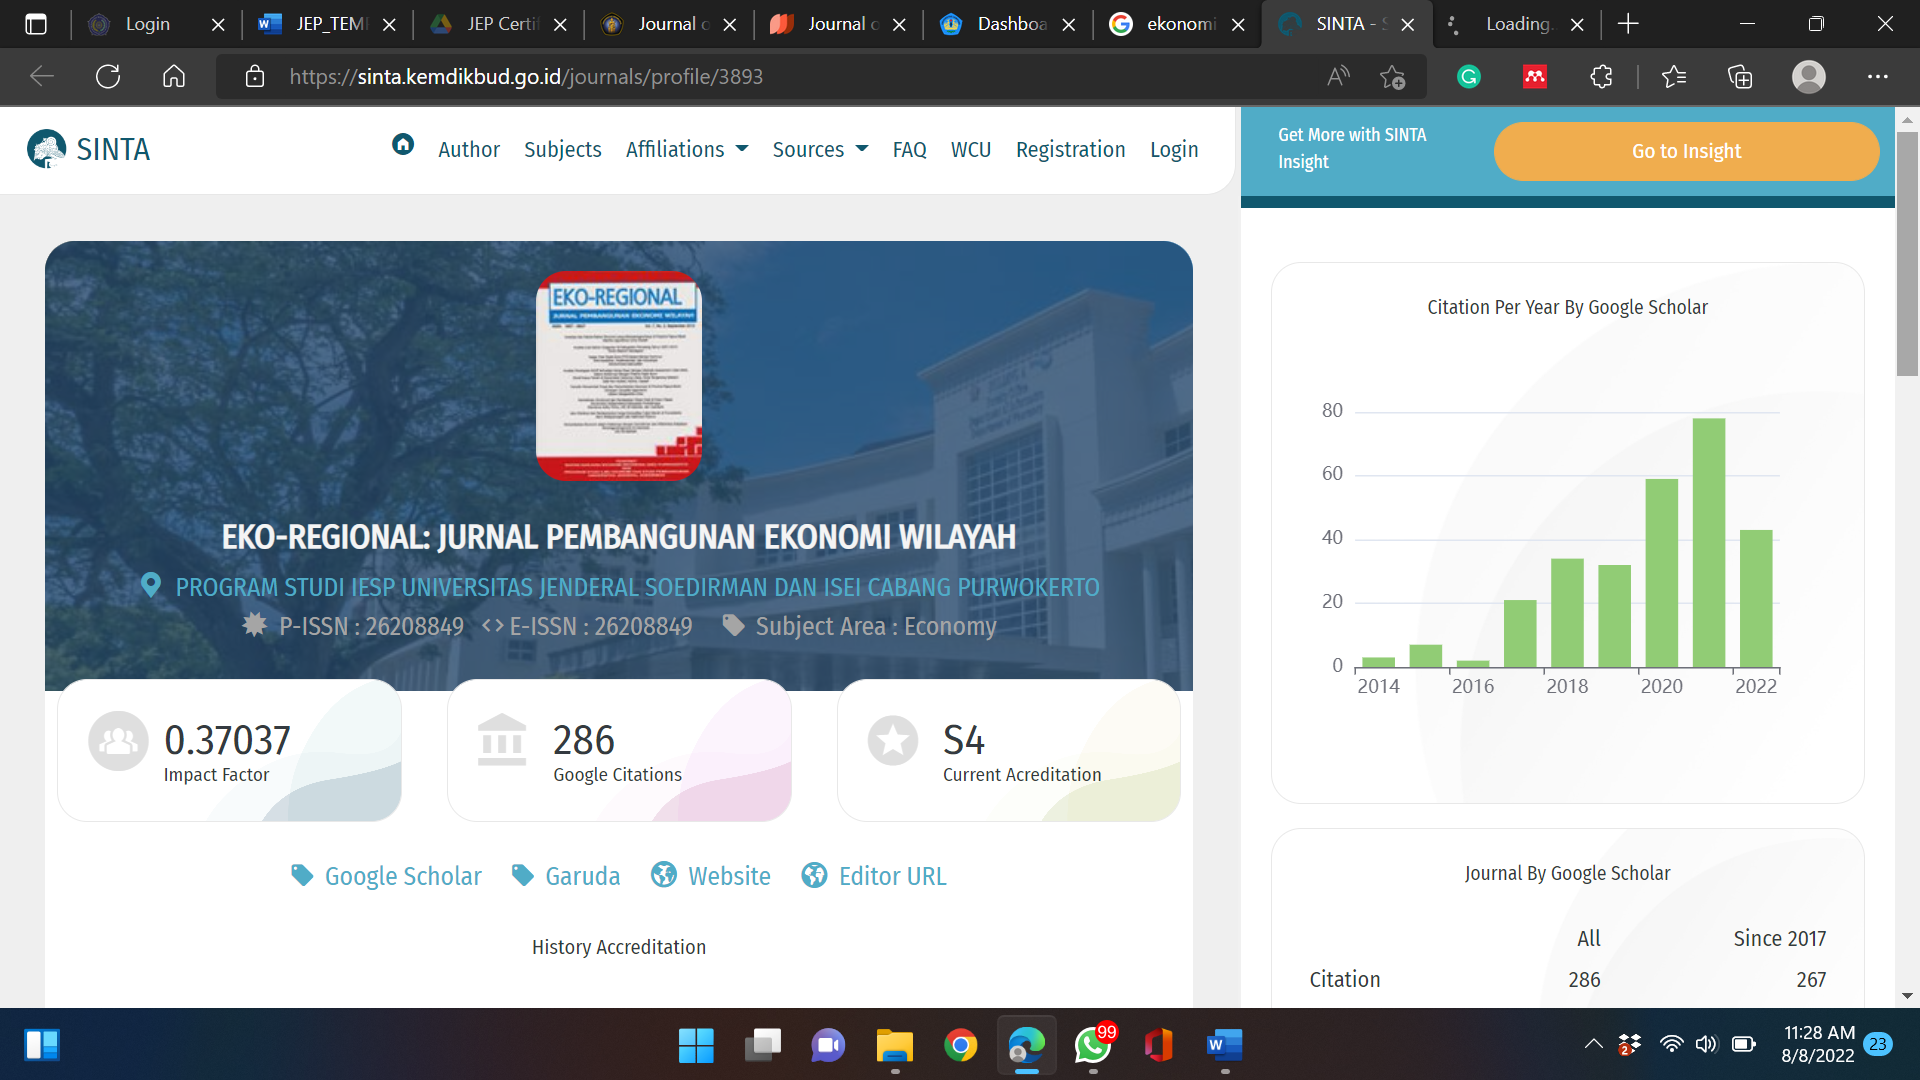 Login
JEP_TEM
JEP Certi
Journal o
Journal o
Dashboa
ekonomi
SINTA - S
Loading.
https://sinta.kemdikbud.go.id/journals/profile/3893
SINTA
Author Subjects Affiliations Sources FAQ WCU Registration Login
Get More with SINTA
Insight
Go to Insight
EKO-REGIONAL
JURNAL PEMBANGUNAN EKONOMI WILAYAH
EKO-REGIONAL: JURNAL PEMBANGUNAN EKONOMI WILAYAH
PROGRAM STUDI IESP UNIVERSITAS JENDERAL SOEDIRMAN DAN ISEI CABANG PURWOKERTO
P-ISSN : 26208849 <> E-ISSN : 26208849 Subject Area : Economy
0.37037
Impact Factor
286
Google Citations
S4
Current Acreditation
Google Scholar Garuda Website Editor URL
History Accreditation
Citation Per Year By Google Scholar
80
60
40
20
0
2014 2016 2018 2020 2022
Journal By Google Scholar
All Since 2017
Citation 286 267
99
2
11:28 AM
8/8/2022
23